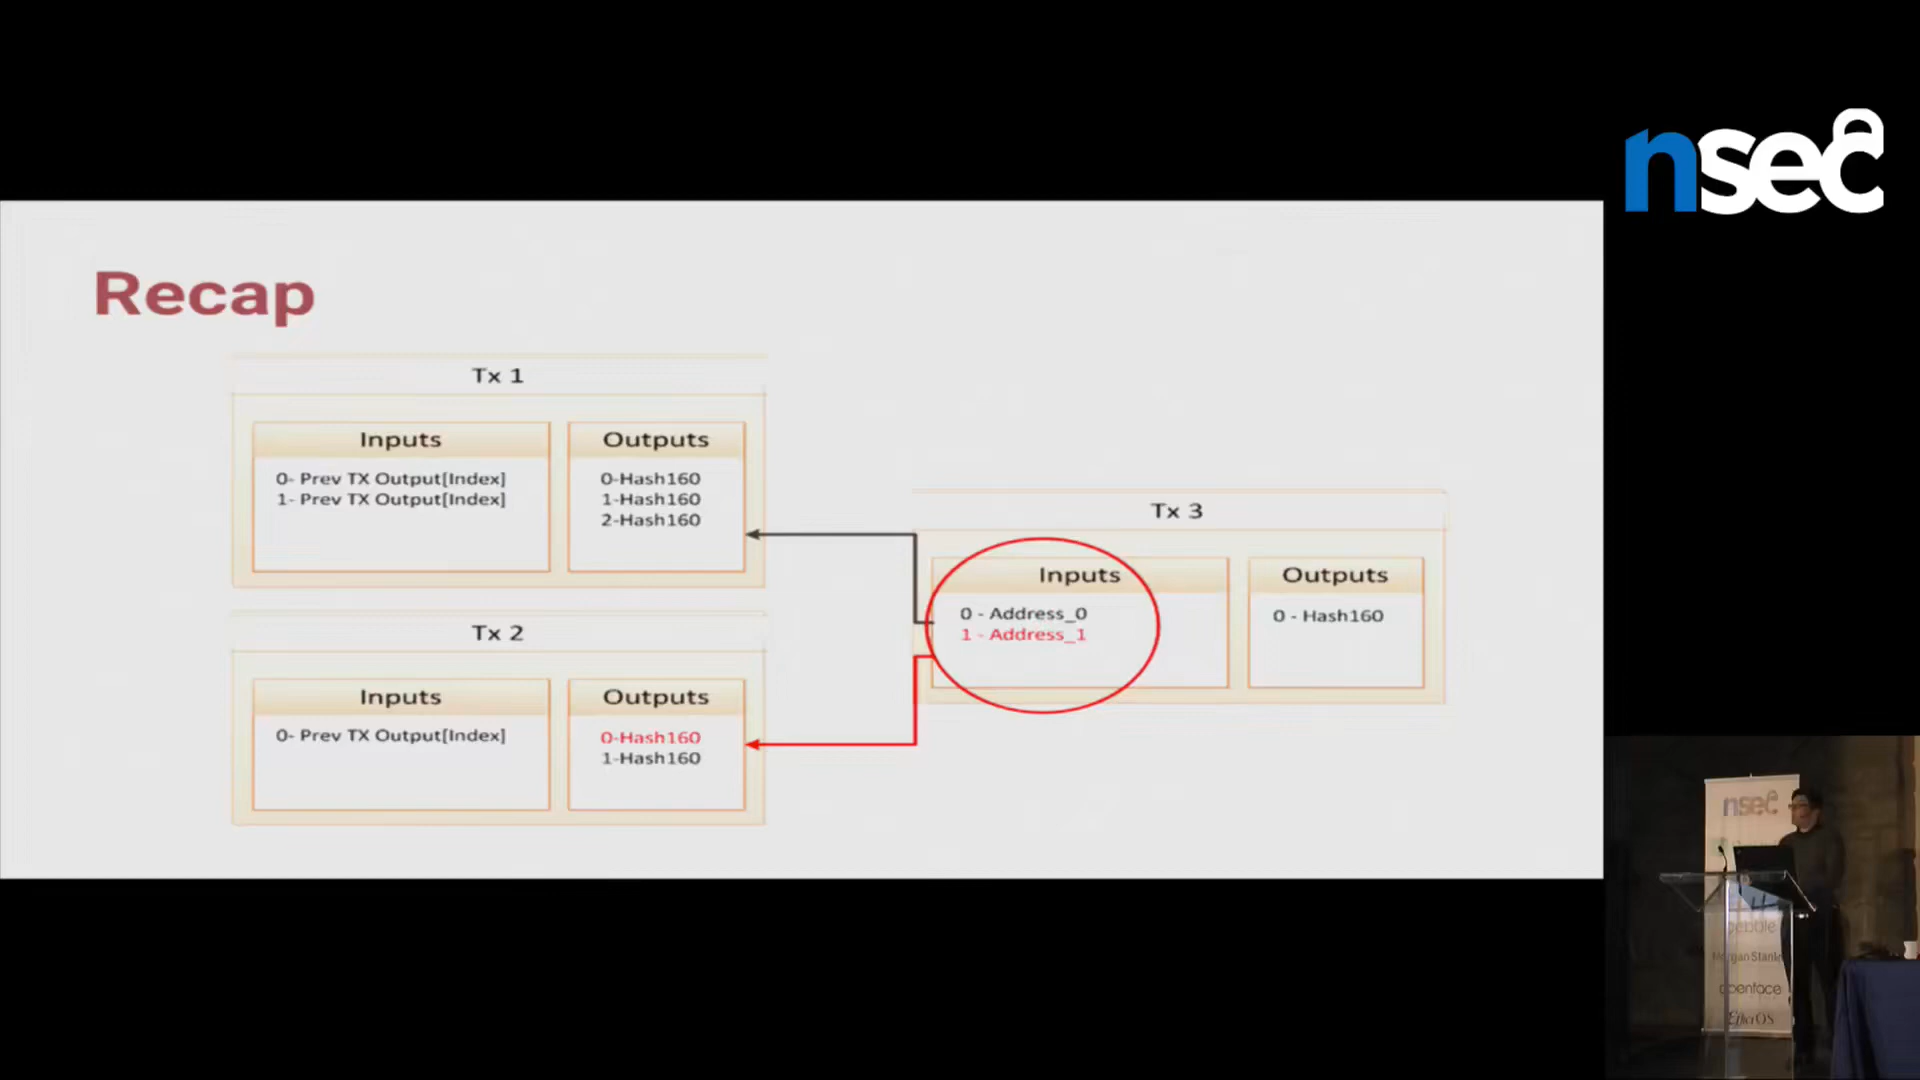 nsec
Recap
Tx 1
Inputs
0- Prev TX Output[Index]
1- Prev TX Output[Index]
Outputs
0-Hash160
1-Hash160
2-Hash160
Tx 2
Inputs
0- Prev TX Output[Index]
Outputs
0-Hash160
1-Hash160
Tx 3
Inputs
0 - Address_0
1 - Address_1
Outputs
0 - Hash160
nsec